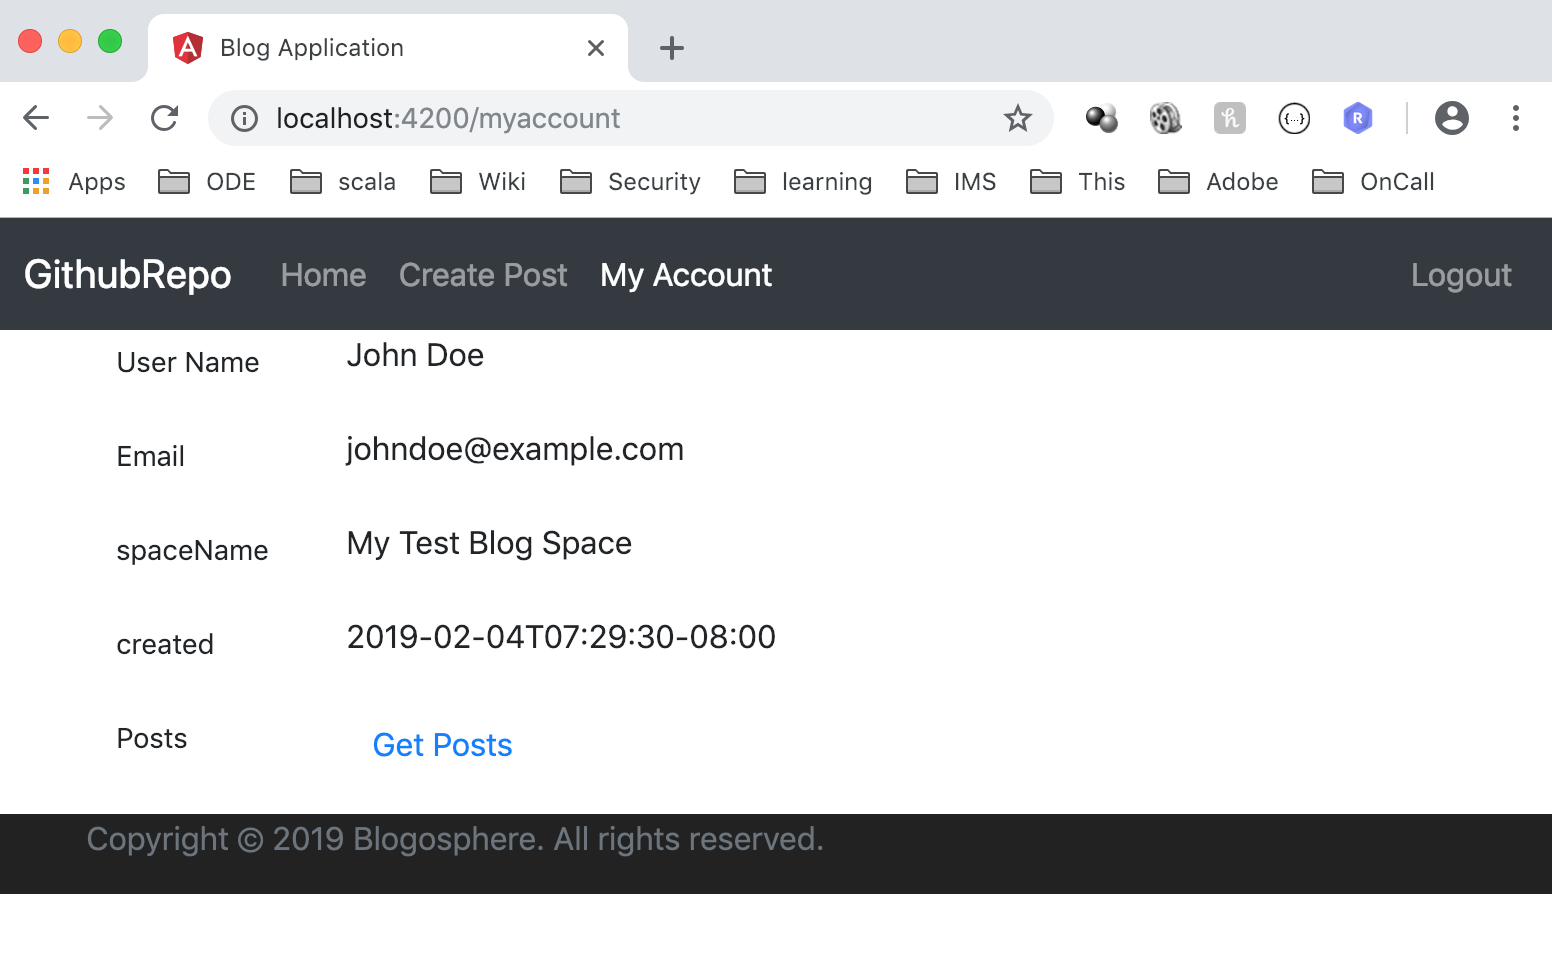 Blog Application
localhost:4200/myaccount
Apps ODE scala Wiki Security learning IMS This Adobe OnCall
GithubRepo Home Create Post My Account Logout
User Name John Doe
Email johndoe@example.com
spaceName My Test Blog Space
created 2019-02-04T07:29:30-08:00
Posts Get Posts
Copyright © 2019 Blogosphere. All rights reserved.